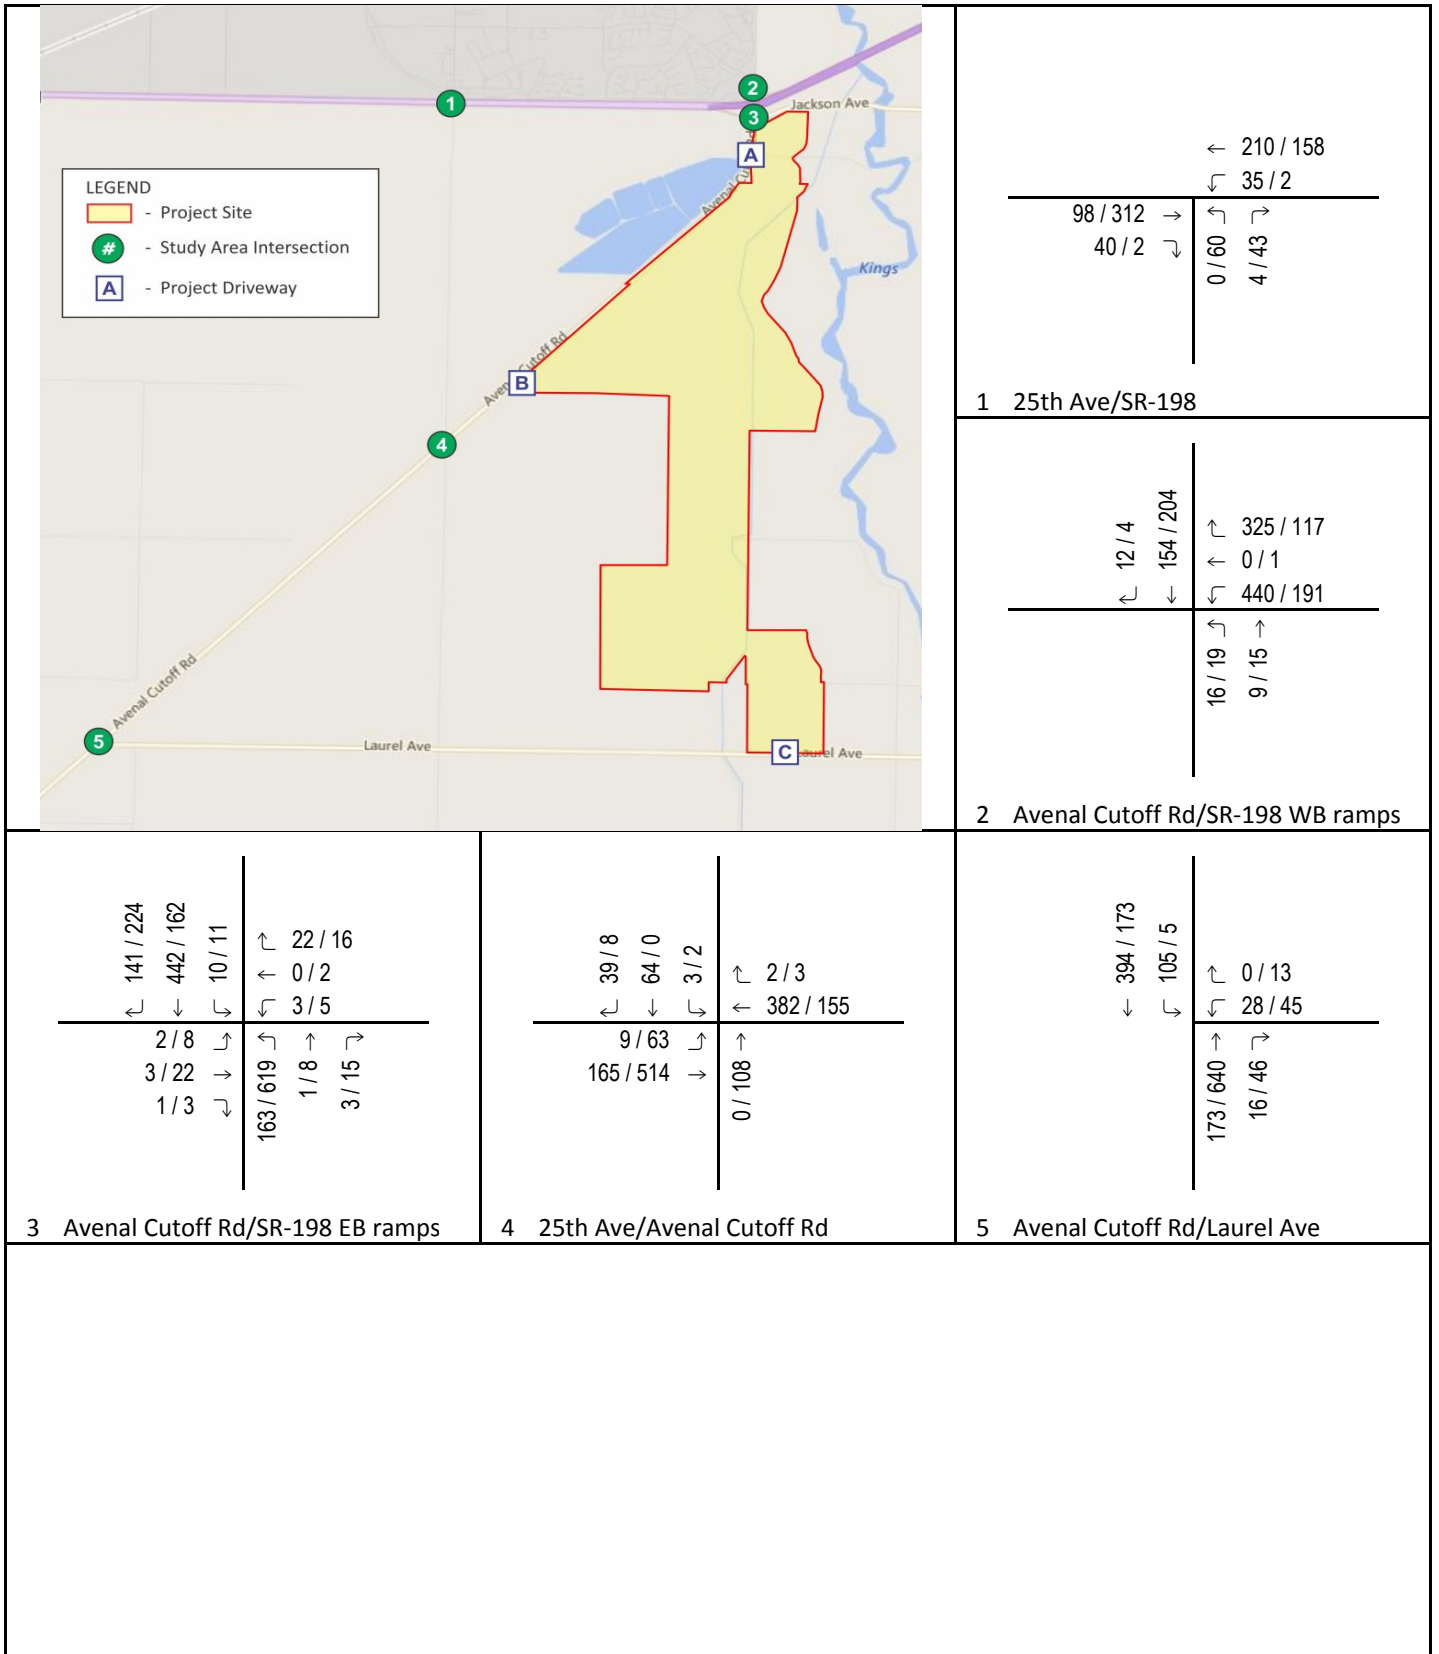 1
2
3
Jackson Ave
A
Avenal Cu
LEGEND
- Project Site
# - Study Area Intersection
A - Project Driveway
Kings
Avenal Cutoff Rd
B
4
Avenal Cutoff Rd
5
Laurel Ave
C
Laurel Ave
← 210 / 158
35 / 2
98 / 312 →
40 / 2
0 / 60
4 / 43
1 25th Ave/SR-198
12 / 4
154 / 204
325 / 117
← 0 / 1
440 / 191
↓
16 / 19
9 / 15
↑
2 Avenal Cutoff Rd/SR-198 WB ramps
141 / 224
442 / 162
10 / 11
22 / 16
← 0 / 2
3 / 5
↓
2 / 8
3 / 22 →
1 / 3
163 / 619
1 / 8
3 / 15
↑
3 Avenal Cutoff Rd/SR-198 EB ramps
39 / 8
64 / 0
3 / 2
2 / 3
← 382 / 155
↓
9 / 63
165 / 514 →
0 / 108
↑
4 25th Ave/Avenal Cutoff Rd
394 / 173
105 / 5
0 / 13
28 / 45
↓
173 / 640
16 / 46
↑
5 Avenal Cutoff Rd/Laurel Ave